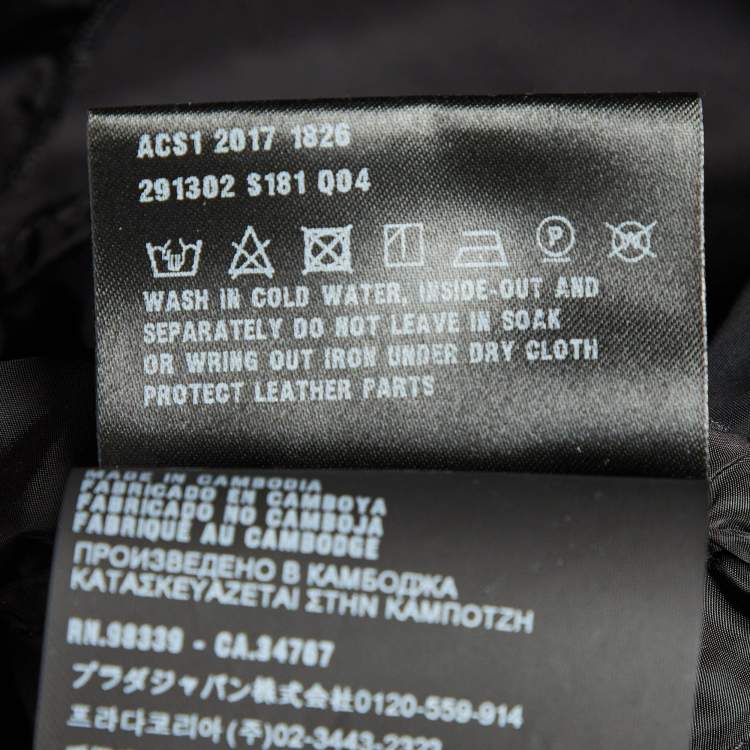 ACS1 2017 1826
291302 S181 Q04
P
W
WASH IN COLD WATER, INSIDE-OUT AND
SEPARATELY DO NOT LEAVE IN SOAK
OR WRING OUT IRON UNDER DRY CLOTH
PROTECT LEATHER PARTS
MADE IN CAMBODIA
FABRICADO EN CAMBOYA
FABRICADO NO CAMBOJA
FABRIQUÉ AU CAMBODGE
ПРОИЗВЕДЕНО В КАМБОДЖА
ΚΑΤΑΣΚΕΥΑΖΕΤΑΙ ΣΤΗΝ ΚΑΜΠΟΤΖΗ
RN.98339 - CA.34767
プラダジャパン株式会社0120-559-914
프라다코리아(주)02-3443-2323